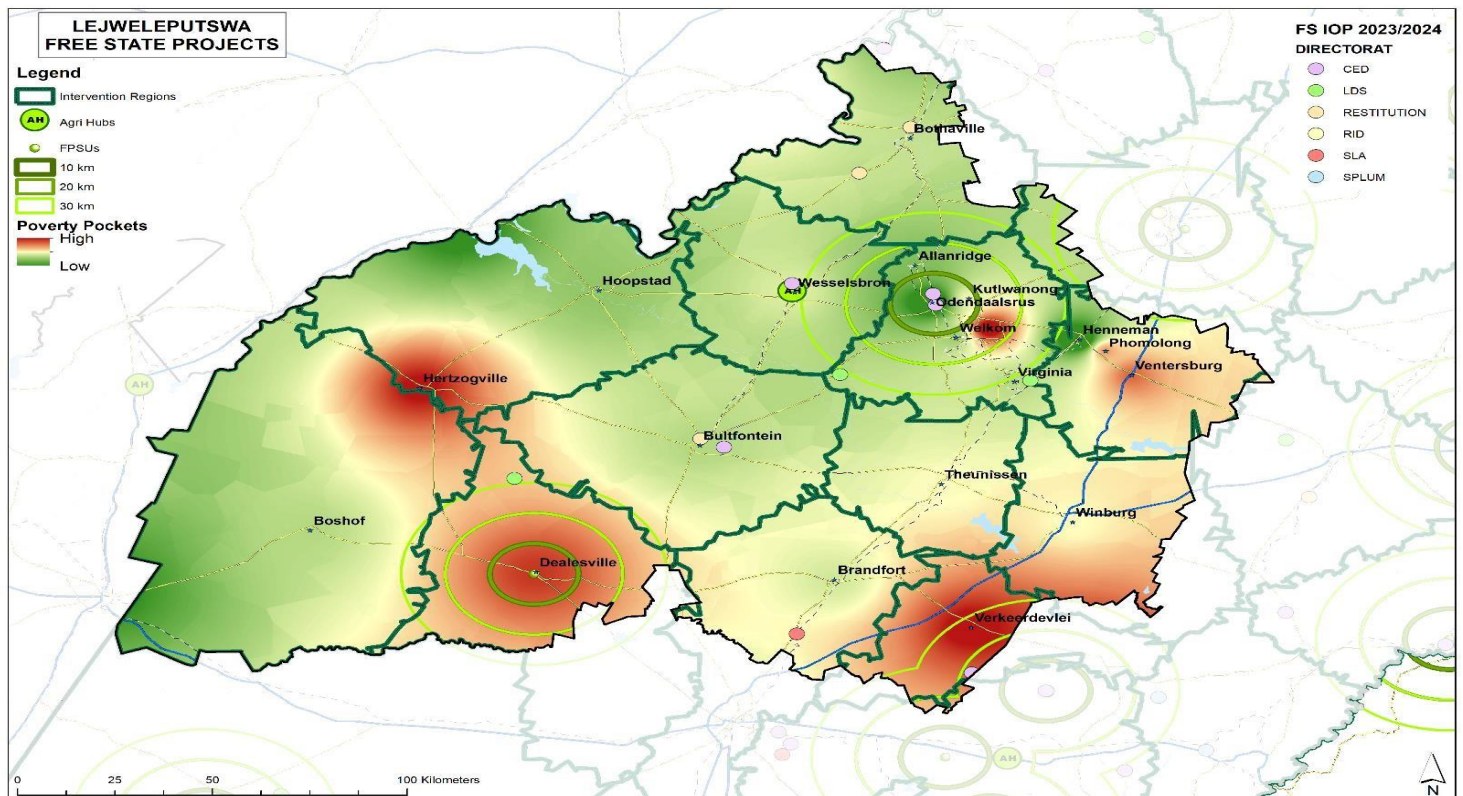 LEJWELEPUTSWA
FREE STATE PROJECTS
Legend
Intervention Regions
AH
Agri Hubs
FPSUs
10 km
20 km
30 km
Poverty Pockets
High
Low
FS IOP 2023/2024
DIRECTORAT
CED
LDS
RESTITUTION
RID
SLA
SPLUM
Bothaville
Allanridge
Hoopstad
Wesselsbron
AH
Kutlwanong
Odendaalsrus
Welkom
Henneman
Phomolong
Ventersburg
Virginia
Hertzogville
AH
Bultfontein
Theunissen
Winburg
Boshof
Dealesville
Brandfort
Verkeerdevlei
AH
0 25 50 100 Kilometers
N